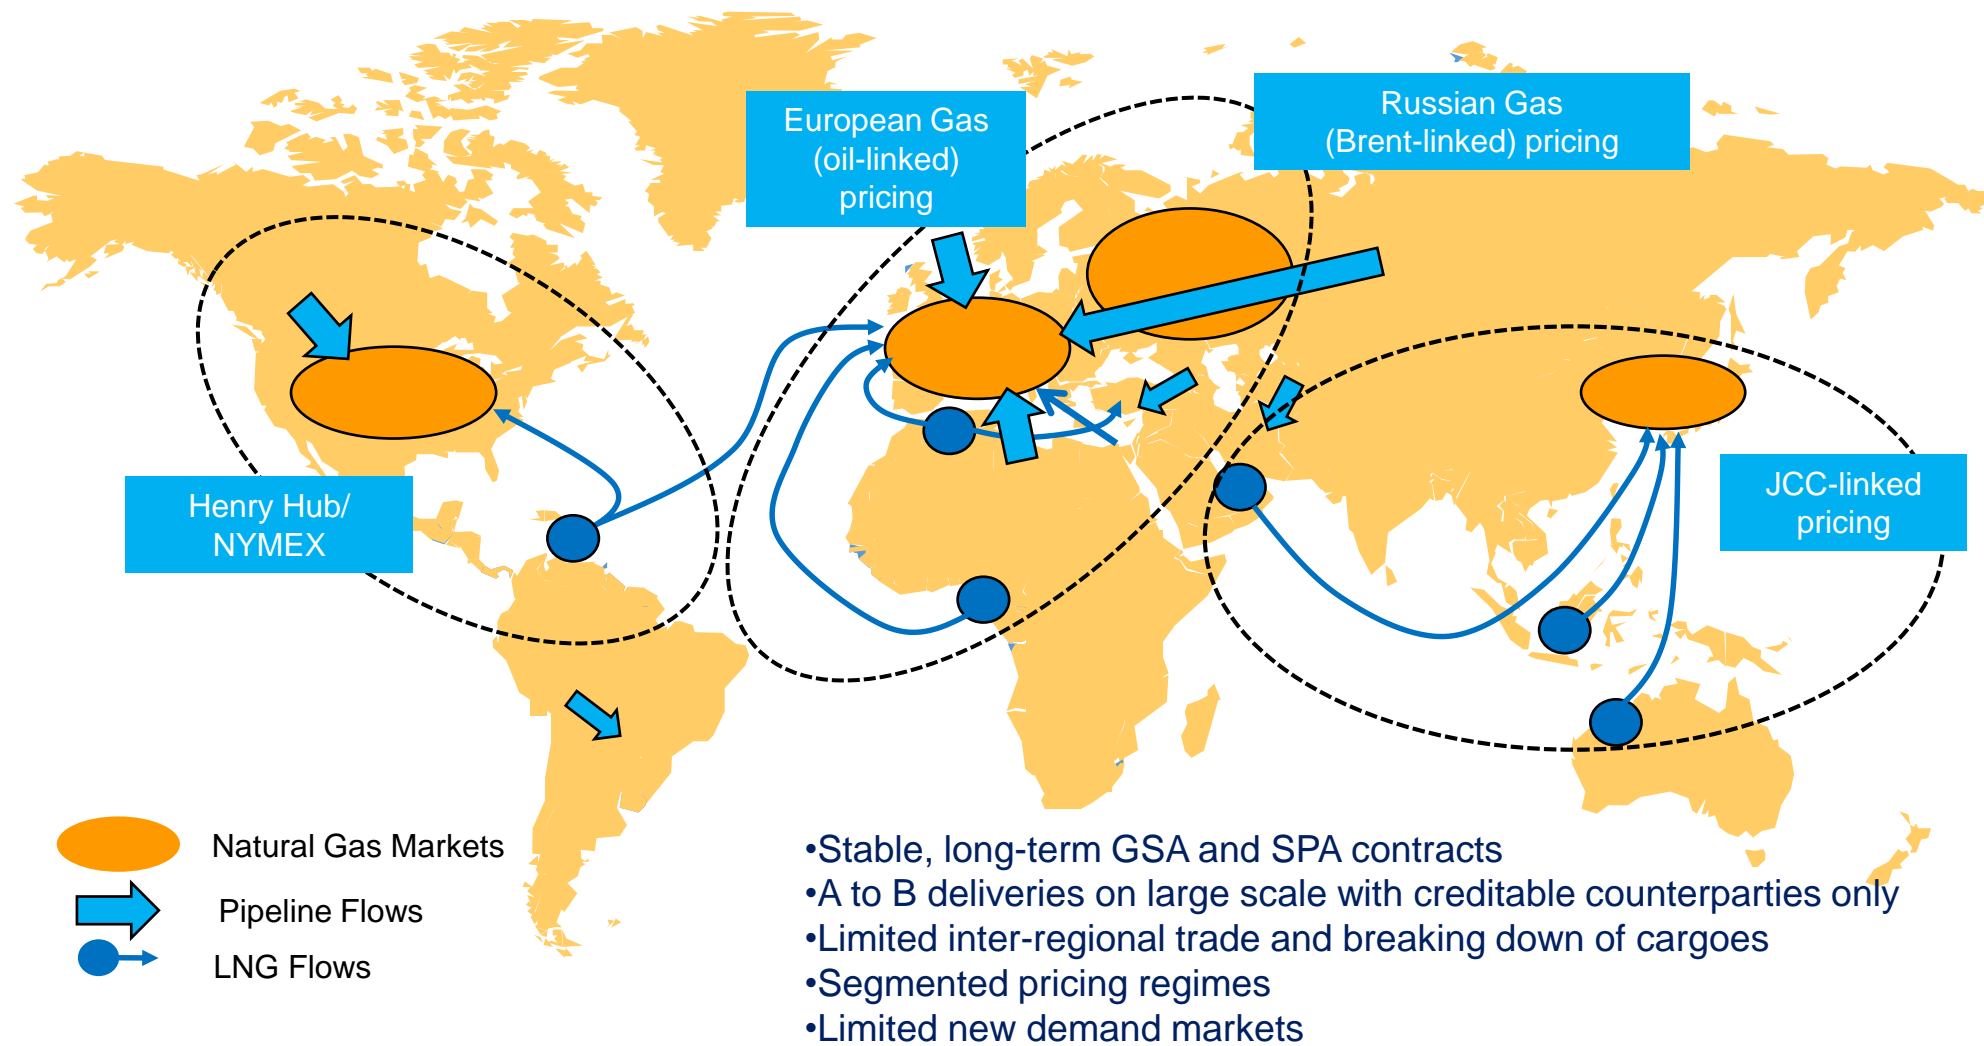 European Gas
(oil-linked)
pricing
Russian Gas
(Brent-linked) pricing
Henry Hub/
NYMEX
JCC-linked
pricing
Natural Gas Markets
Pipeline Flows
LNG Flows
•Stable, long-term GSA and SPA contracts
•A to B deliveries on large scale with creditable counterparties only
•Limited inter-regional trade and breaking down of cargoes
•Segmented pricing regimes
•Limited new demand markets